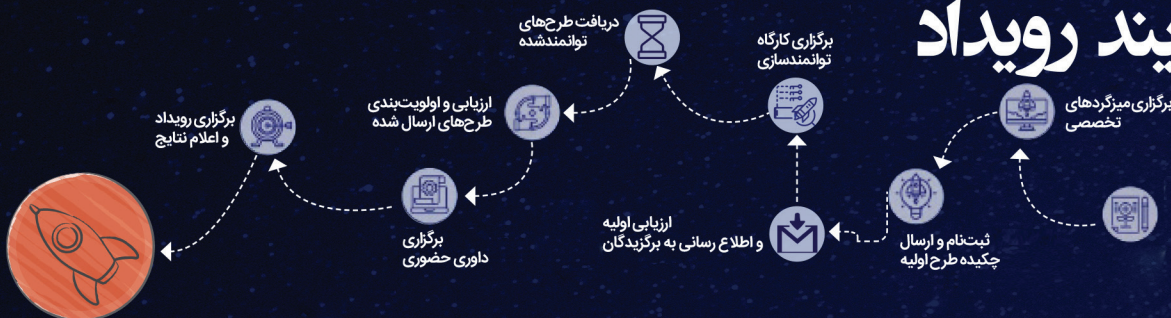 یند رویداد
برگزاری میزگردهای
تخصصی
ثبت‌نام و ارسال
چکیده طرح اولیه
ارزیابی اولیه
و اطلاع رسانی به برگزیدگان
برگزاری کارگاه
توانمندسازی
دریافت طرح‌های
توانمندشده
ارزیابی و اولویت‌بندی
طرح‌های ارسال شده
برگزاری
داوری حضوری
برگزاری رویداد
و اعلام نتایج